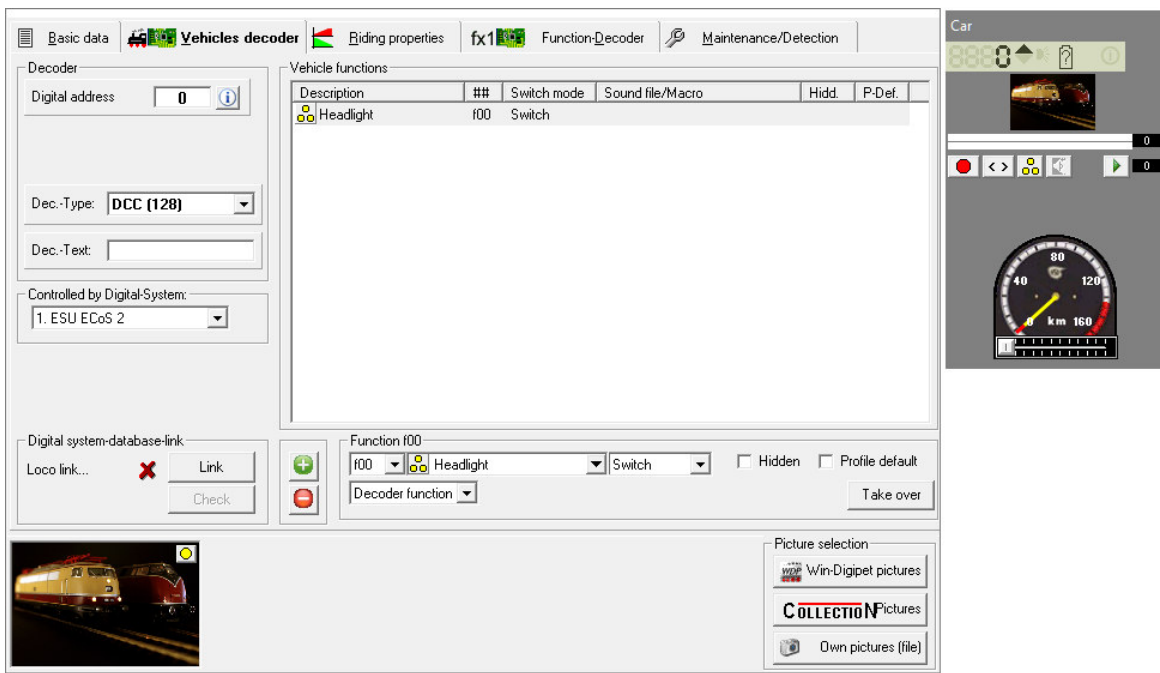 Basic data
Vehicles decoder
Riding properties
fx1
Function-Decoder
Maintenance/Detection
Decoder
Digital address
0
Dec.-Type:
DCC (128)
Dec.-Text:
Controlled by Digital-System:
1. ESU ECoS 2
Digital system-database-link
Loco link...
Link
Check
Vehicle functions
Description ## Switch mode Sound file/Macro Hidd. P-Def.
Headlight f00 Switch
Function f00
f00 Headlight Switch Hidden Profile default
Decoder function
Take over
Picture selection
WDP Win-Digipet pictures
COLLECTION Pictures
Own pictures (file)
Car
0
0
0
40
80
120
0 km 160